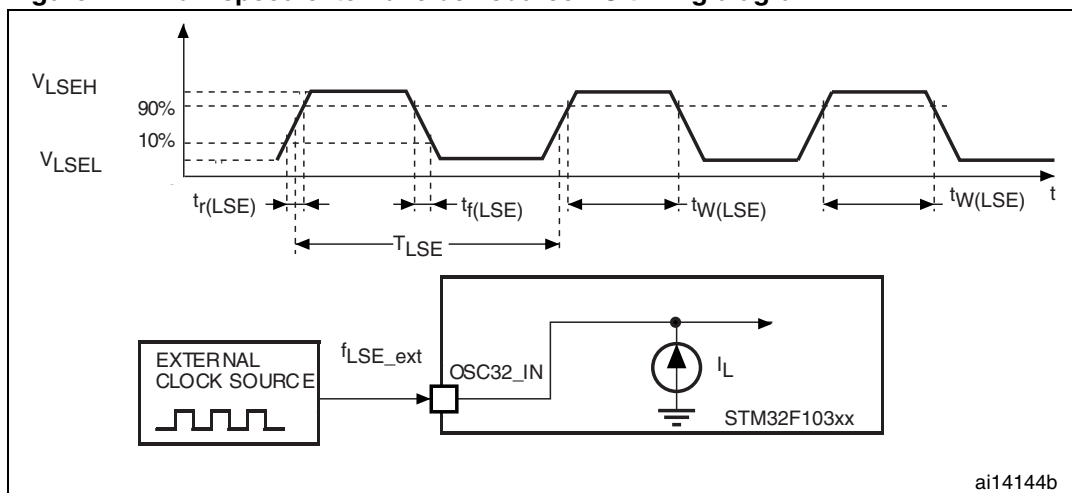 V_LSEH
90%
10%
V_LSEL
t_r(LSE)
t_f(LSE)
t_W(LSE)
t_W(LSE)
t
T_LSE
EXTERNAL
CLOCK SOURCE
f_LSE_ext
OSC32_IN
I_L
STM32F103xx
ai14144b